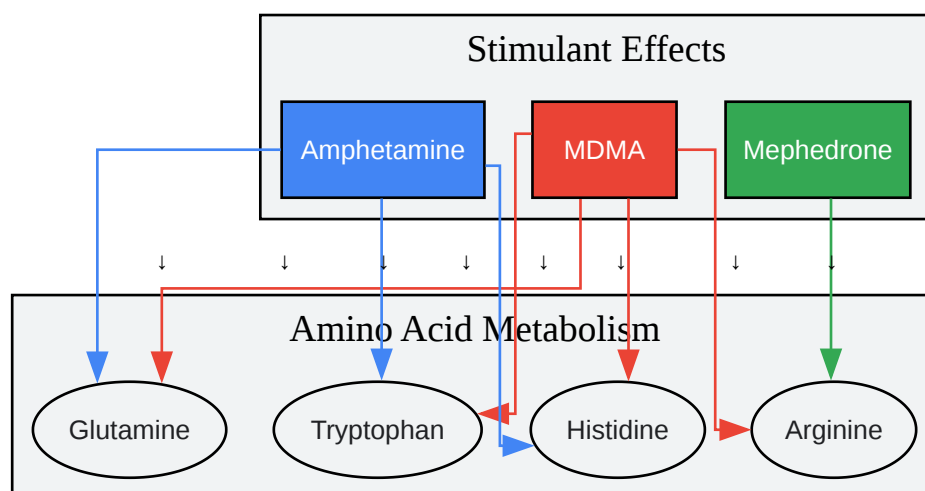 Stimulant Effects
Amphetamine MDMA Mephedrone
↓ ↓ ↓ ↓ ↓ ↓ ↓ ↓
Amino Acid Metabolism
Glutamine Tryptophan Histidine Arginine